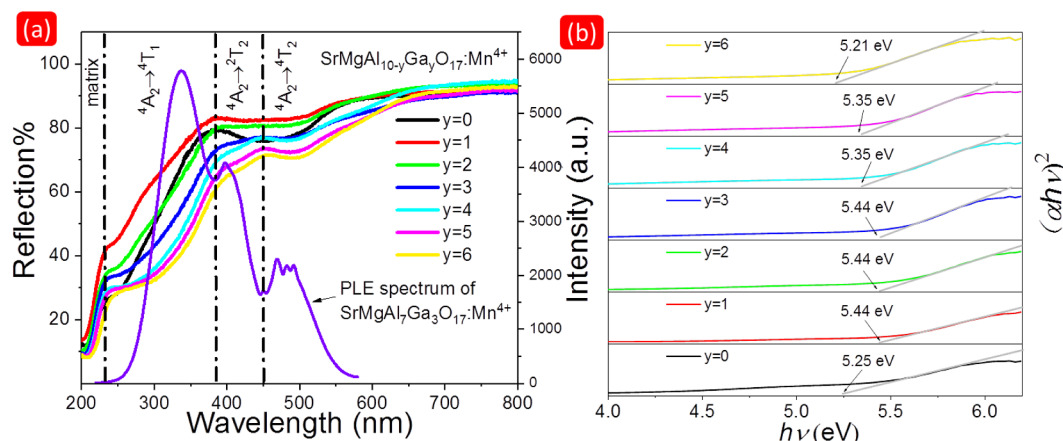 (a)
Reflection%
100
80
60
40
20
matrix
⁴A₂→⁴T₁
⁴A₂→²T₂
⁴A₂→⁴T₂
SrMgAl₁₀₋yGayO₁₇:Mn⁴⁺
y=0
y=1
y=2
y=3
y=4
y=5
y=6
PLE spectrum of
SrMgAl₇Ga₃O₁₇:Mn⁴⁺
6000
5000
4000
3000
2000
1000
0
Intensity (a.u.)
200 300 400 500 600 700 800
Wavelength (nm)
(b)
y=6
5.21 eV
y=5
5.35 eV
y=4
5.35 eV
y=3
5.44 eV
y=2
5.44 eV
y=1
5.44 eV
y=0
5.25 eV
(αhν)²
4.0 4.5 5.0 5.5 6.0
hν(eV)